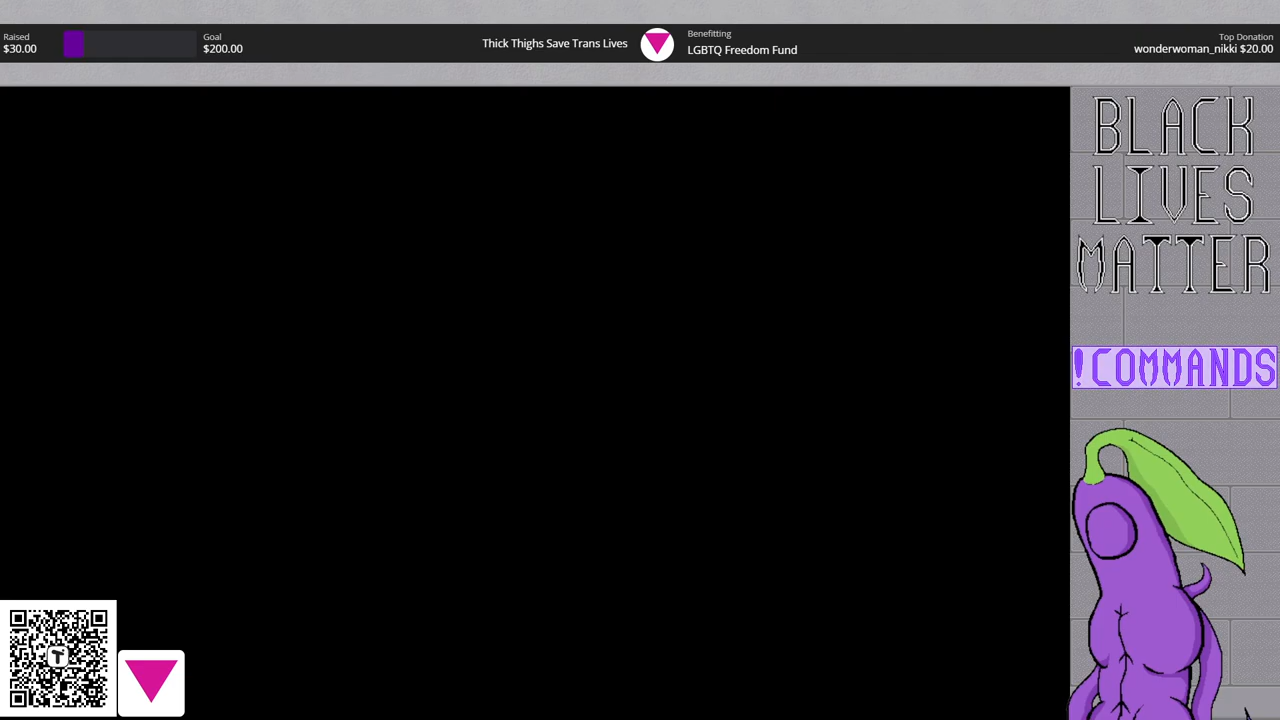 Raised
$30.00
Goal
$200.00
Thick Thighs Save Trans Lives
Benefitting
LGBTQ Freedom Fund
Top Donation
wonderwoman_nikki $20.00
BLACK
LIVES
MATTER
!COMMANDS
T